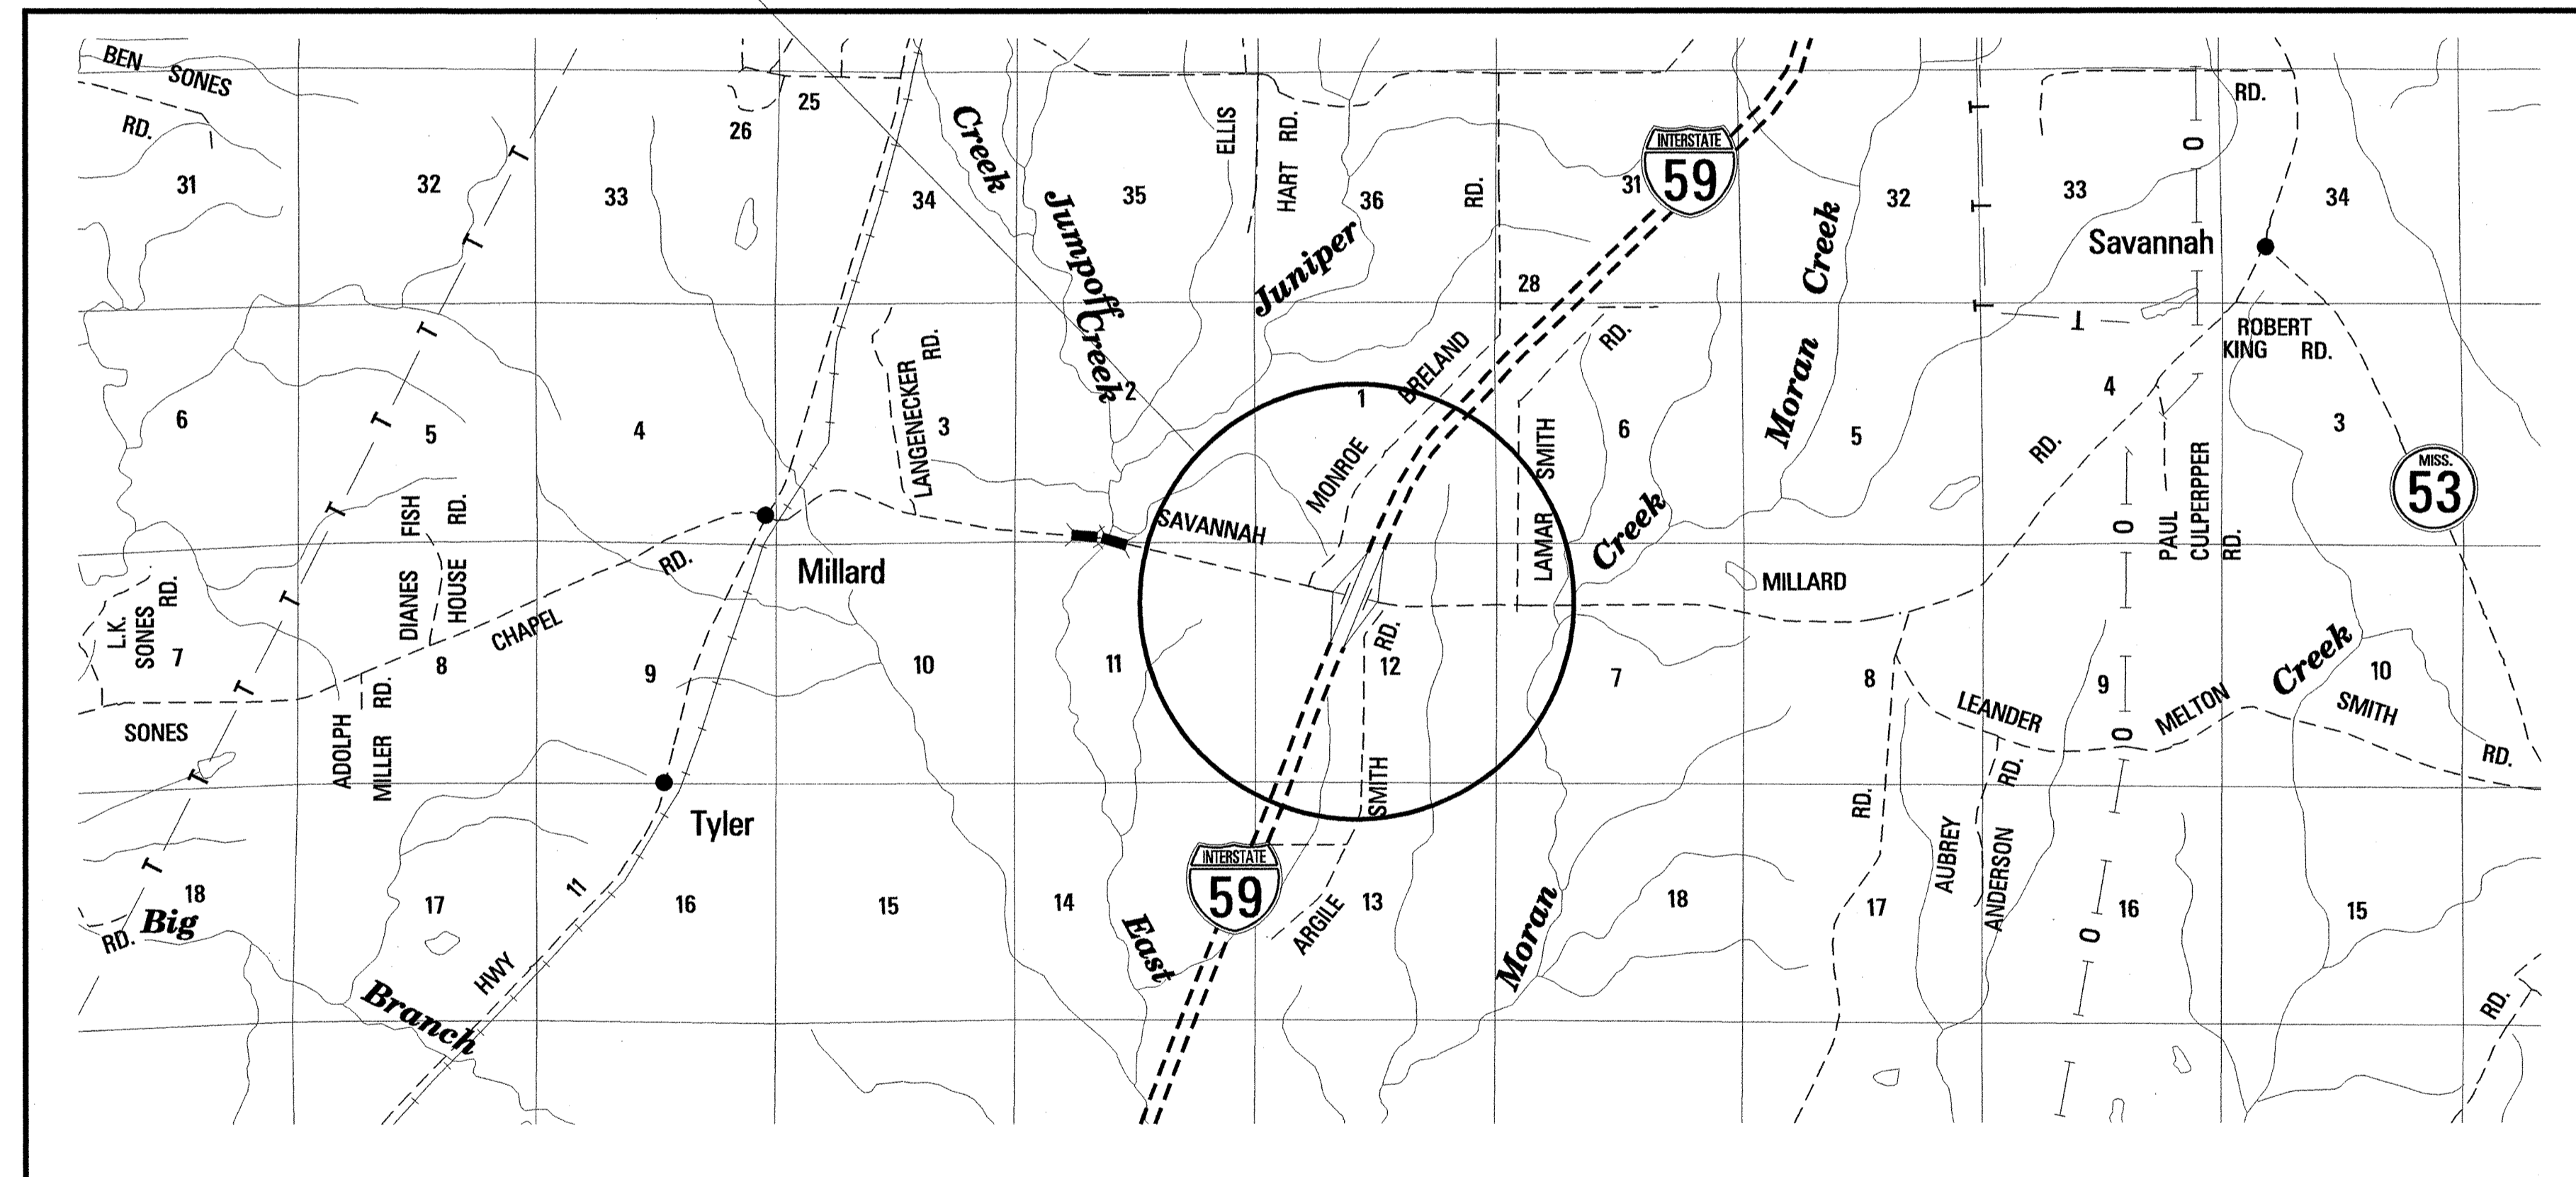 BEN SONES
RD.
25
26
RD.
31
32
33
34
Creek
35
ELLIS
HART RD.
36
RD.
31
INTERSTATE
59
32
33
34
Savannah
Jumpoff
Creek
Juniper
28
Moran Creek
ROBERT
KING RD.
6
5
4
LANGENECKER RD.
3
2
1
BRELAND
MONROE
RD.
SMITH
LAMAR
6
5
4
RD.
3
MISS.
53
FISH RD.
DIANES HOUSE
SAVANNAH
Creek
PAUL
CULPERPPER
RD.
Millard
RD.
MILLARD
L.K.
SONES RD.
7
8
CHAPEL
9
10
11
RD.
12
7
8
9
10
Creek
SONES
ADOLPH
MILLER RD.
LEANDER
MELTON
SMITH
RD.
SMITH
RD.
RD.
Tyler
AUBREY
ANDERSON
INTERSTATE
59
18
Big
RD.
17
11
16
15
14
13
18
17
16
15
East
ARGILE
Moran
HWY
Branch
RD.